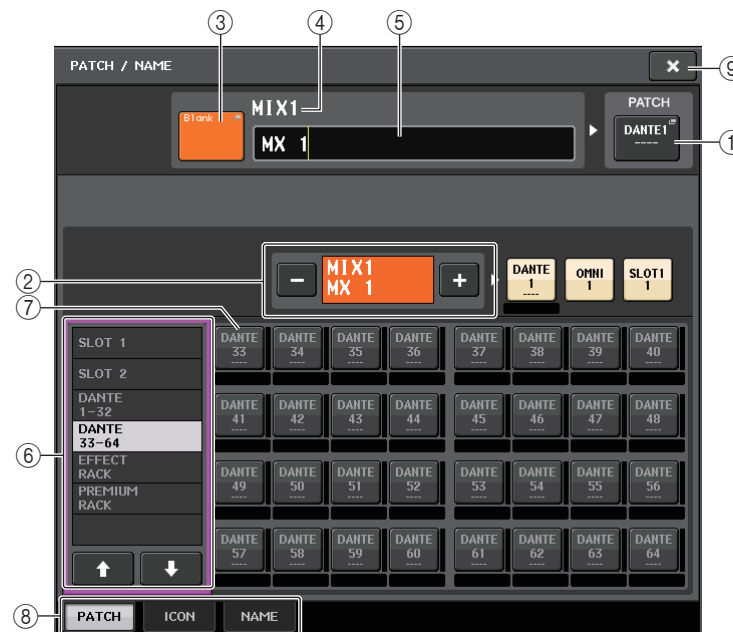 ③ ④ ⑤
PATCH / NAME
×
⑨
Blank
MIX1
MX 1
PATCH
DANTE1
----
①
②
−
MIX1
MX 1
+
DANTE
1
----
OMNI
1
SLOT1
1
⑦
SLOT 1
SLOT 2
DANTE
1-32
DANTE
33-64
EFFECT
RACK
PREMIUM
RACK
⑥
DANTE DANTE DANTE DANTE DANTE DANTE DANTE DANTE
33 34 35 36 37 38 39 40
---- ---- ---- ---- ---- ---- ---- ----
DANTE DANTE DANTE DANTE DANTE DANTE DANTE DANTE
41 42 43 44 45 46 47 48
---- ---- ---- ---- ---- ---- ---- ----
DANTE DANTE DANTE DANTE DANTE DANTE DANTE DANTE
49 50 51 52 53 54 55 56
---- ---- ---- ---- ---- ---- ---- ----
DANTE DANTE DANTE DANTE DANTE DANTE DANTE DANTE
57 58 59 60 61 62 63 64
---- ---- ---- ---- ---- ---- ---- ----
⑧
PATCH ICON NAME